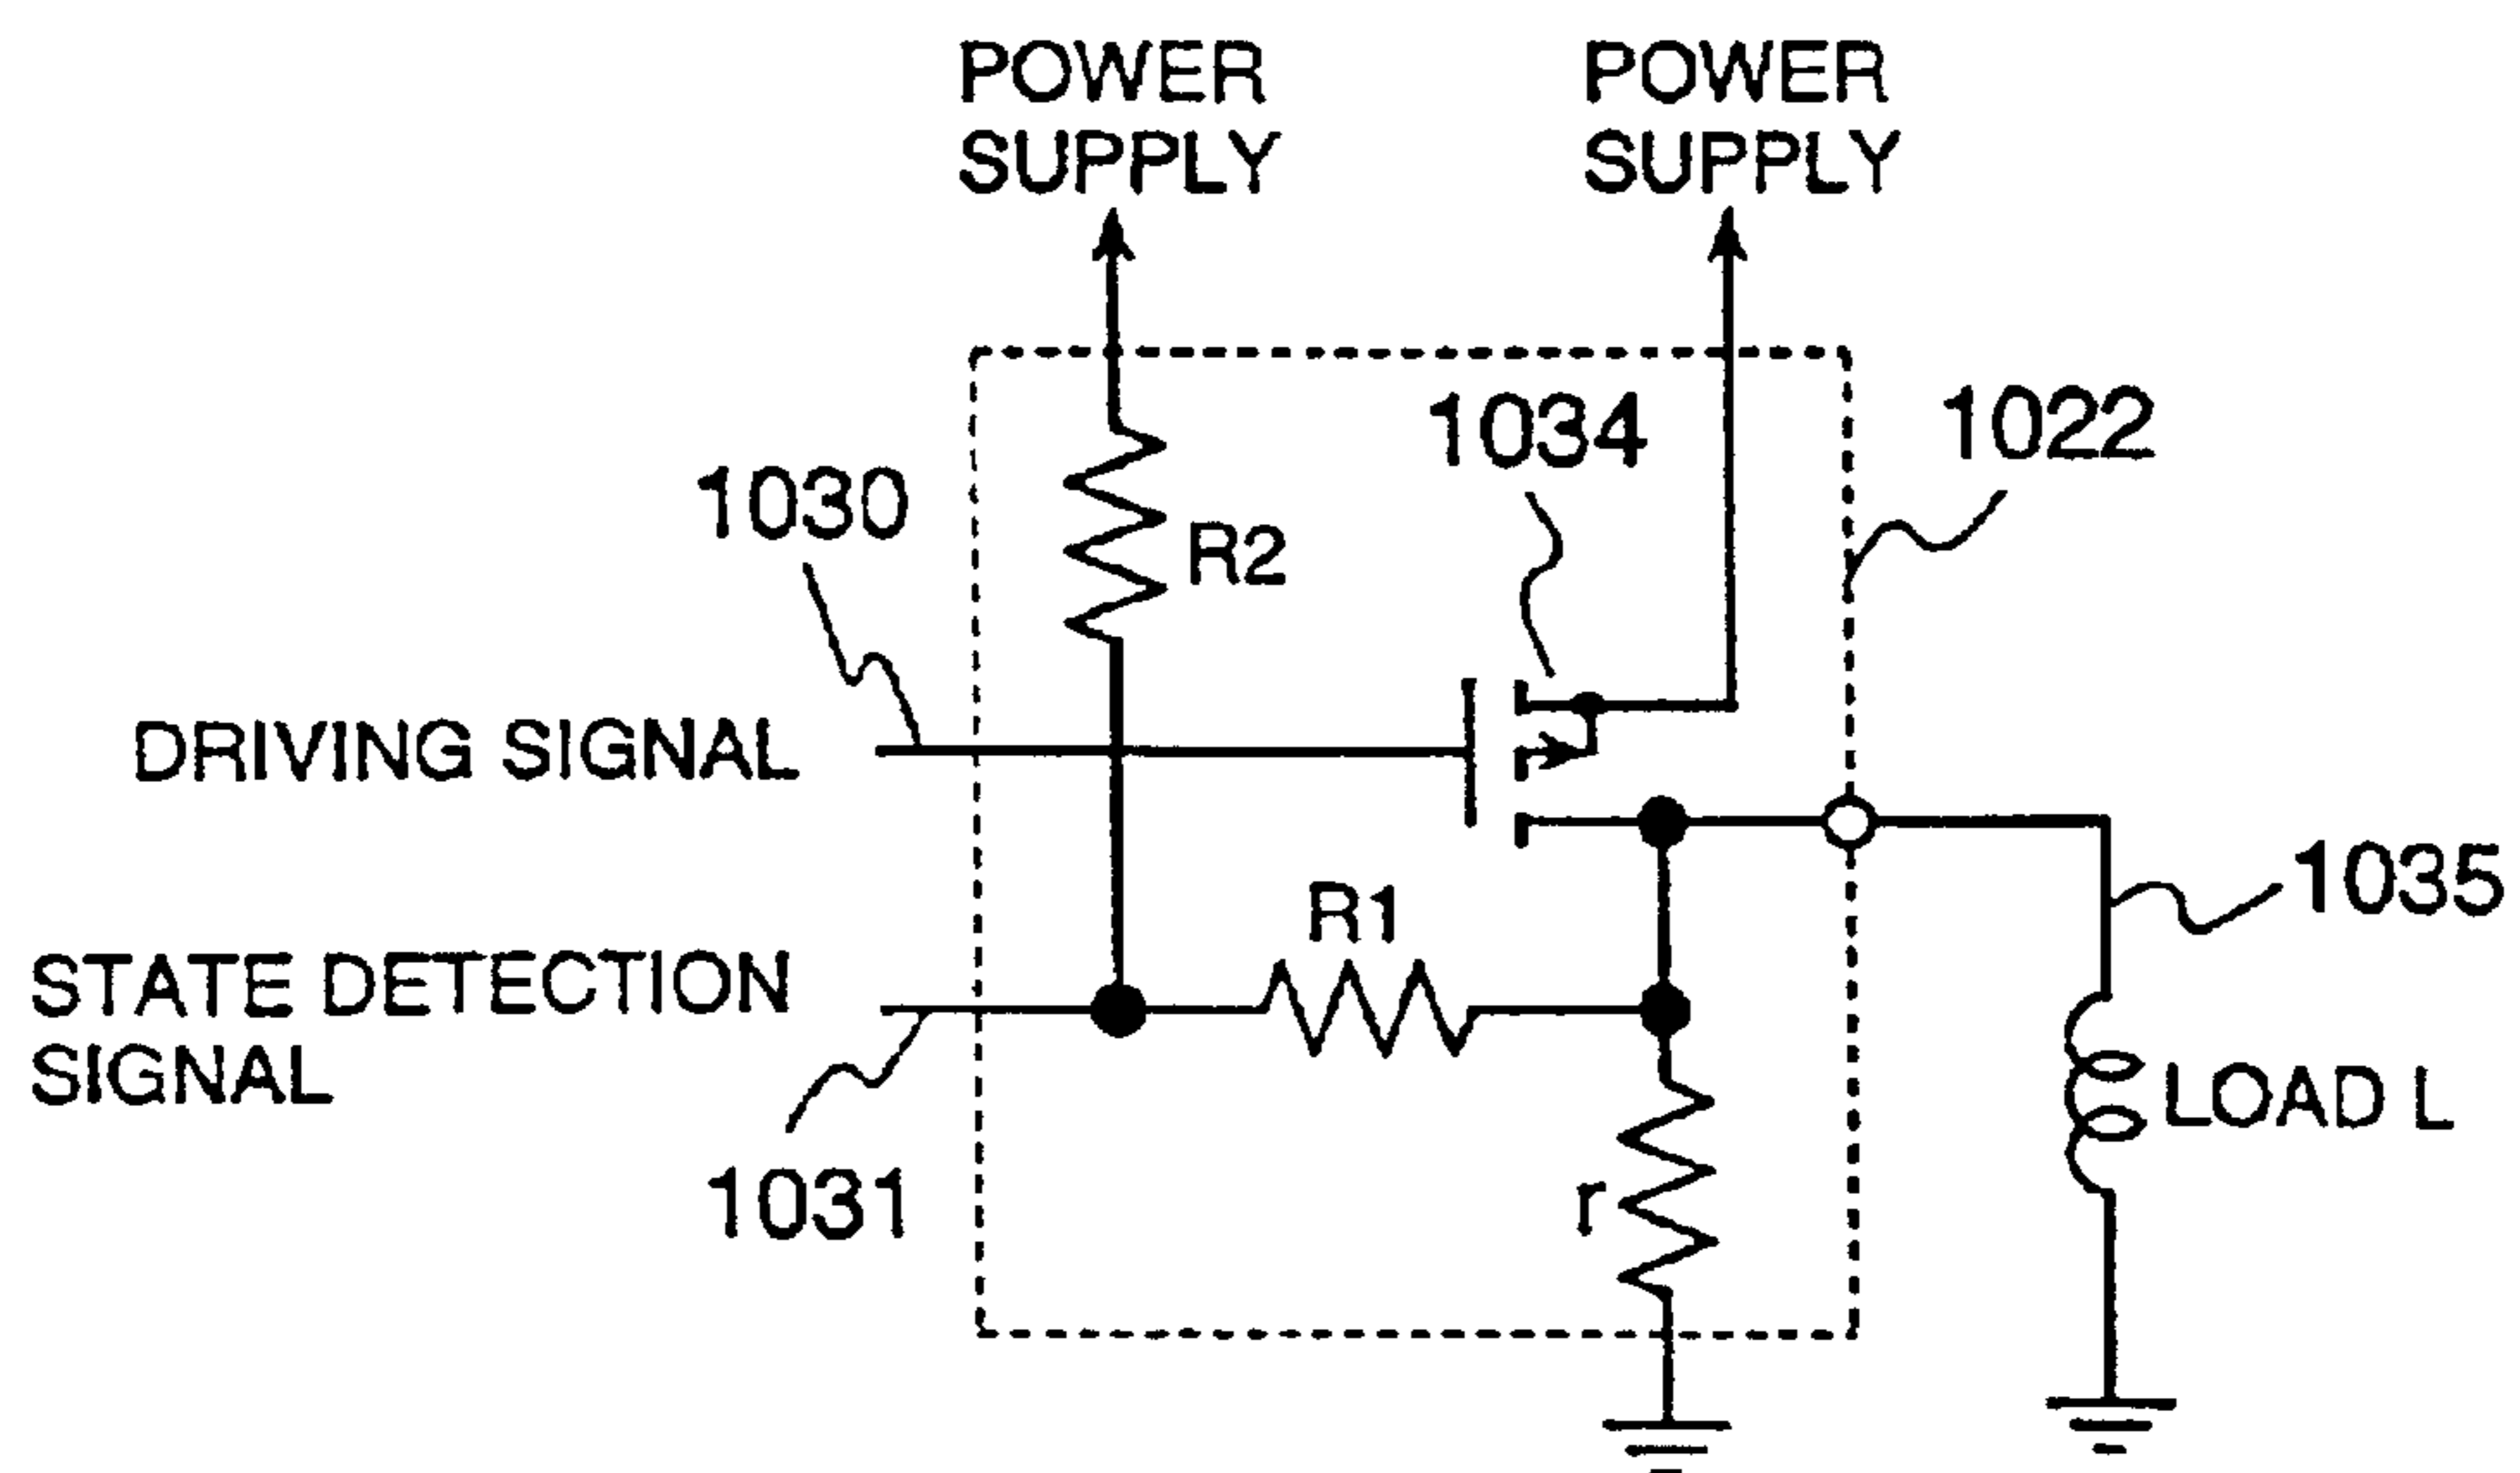 POWER
SUPPLY
POWER
SUPPLY
1034
1022
1030
R2
DRIVING SIGNAL
1035
R1
STATE DETECTION
SIGNAL
LOAD L
1031
r